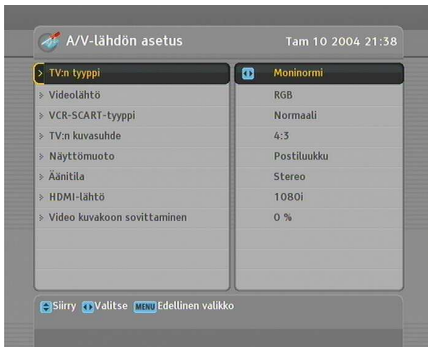 A/V-lähdön asetus Tam 10 2004 21:38
TV:n tyyppi Moninormi
Videolähtö RGB
VCR-SCART-tyyppi Normaali
TV:n kuvasuhde 4:3
Näyttömuoto Postiluukku
Äänitila Stereo
HDMI-lähtö 1080i
Video kuvakoon sovittaminen 0 %
Siirry Valitse MENU Edellinen valikko